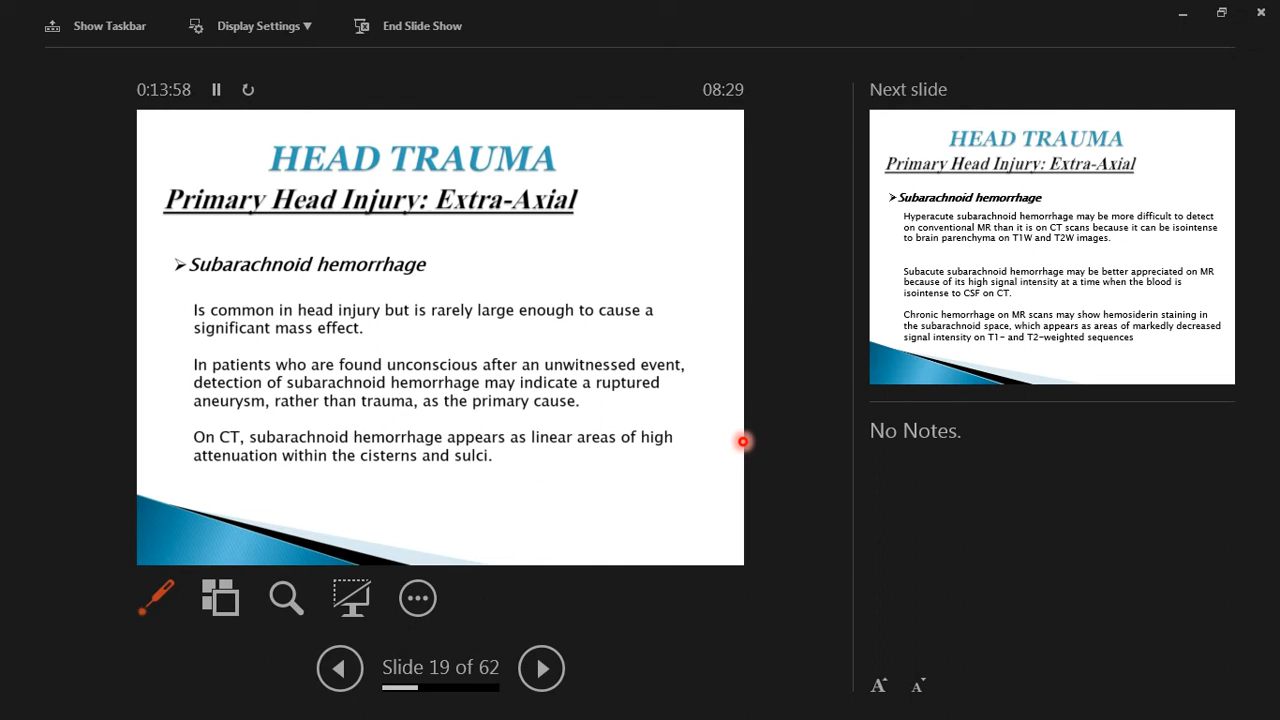 Show Taskbar
Display Settings ▼
End Slide Show
0:13:58
08:29
HEAD TRAUMA
Primary Head Injury: Extra-Axial
➢Subarachnoid hemorrhage
Is common in head injury but is rarely large enough to cause a
significant mass effect.
In patients who are found unconscious after an unwitnessed event,
detection of subarachnoid hemorrhage may indicate a ruptured
aneurysm, rather than trauma, as the primary cause.
On CT, subarachnoid hemorrhage appears as linear areas of high
attenuation within the cisterns and sulci.
Slide 19 of 62
Next slide
HEAD TRAUMA
Primary Head Injury: Extra-Axial
➢Subarachnoid hemorrhage
Hyperacute subarachnoid hemorrhage may be more difficult to detect
on conventional MR than it is on CT scans because it can be isointense
to brain parenchyma on T1W and T2W images.
Subacute subarachnoid hemorrhage may be better appreciated on MR
because of its high signal intensity at a time when the blood is
isointense to CSF on CT.
Chronic hemorrhage on MR scans may show hemosiderin staining in
the subarachnoid space, which appears as areas of markedly decreased
signal intensity on T1- and T2-weighted sequences
No Notes.
A A